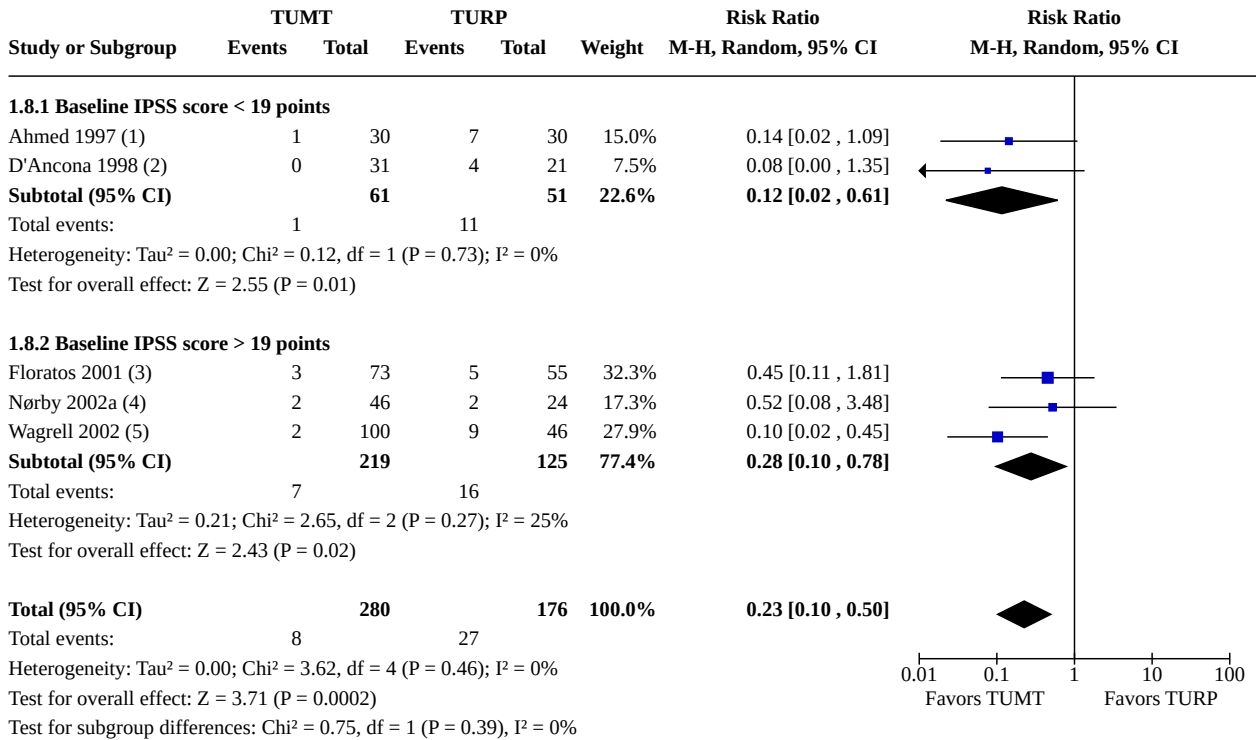 TUMT TURP Risk Ratio Risk Ratio
Study or Subgroup Events Total Events Total Weight M-H, Random, 95% CI M-H, Random, 95% CI
1.8.1 Baseline IPSS score < 19 points
Ahmed 1997 (1) 1 30 7 30 15.0% 0.14 [0.02 , 1.09]
D'Ancona 1998 (2) 0 31 4 21 7.5% 0.08 [0.00 , 1.35]
Subtotal (95% CI) 61 51 22.6% 0.12 [0.02 , 0.61]
Total events: 1 11
Heterogeneity: Tau² = 0.00; Chi² = 0.12, df = 1 (P = 0.73); I² = 0%
Test for overall effect: Z = 2.55 (P = 0.01)
1.8.2 Baseline IPSS score > 19 points
Floratos 2001 (3) 3 73 5 55 32.3% 0.45 [0.11 , 1.81]
Nørby 2002a (4) 2 46 2 24 17.3% 0.52 [0.08 , 3.48]
Wagrell 2002 (5) 2 100 9 46 27.9% 0.10 [0.02 , 0.45]
Subtotal (95% CI) 219 125 77.4% 0.28 [0.10 , 0.78]
Total events: 7 16
Heterogeneity: Tau² = 0.21; Chi² = 2.65, df = 2 (P = 0.27); I² = 25%
Test for overall effect: Z = 2.43 (P = 0.02)
Total (95% CI) 280 176 100.0% 0.23 [0.10 , 0.50]
Total events: 8 27
Heterogeneity: Tau² = 0.00; Chi² = 3.62, df = 4 (P = 0.46); I² = 0%
0.01 0.1 1 10 100
Test for overall effect: Z = 3.71 (P = 0.0002)
Favors TUMT Favors TURP
Test for subgroup differences: Chi² = 0.75, df = 1 (P = 0.39), I² = 0%